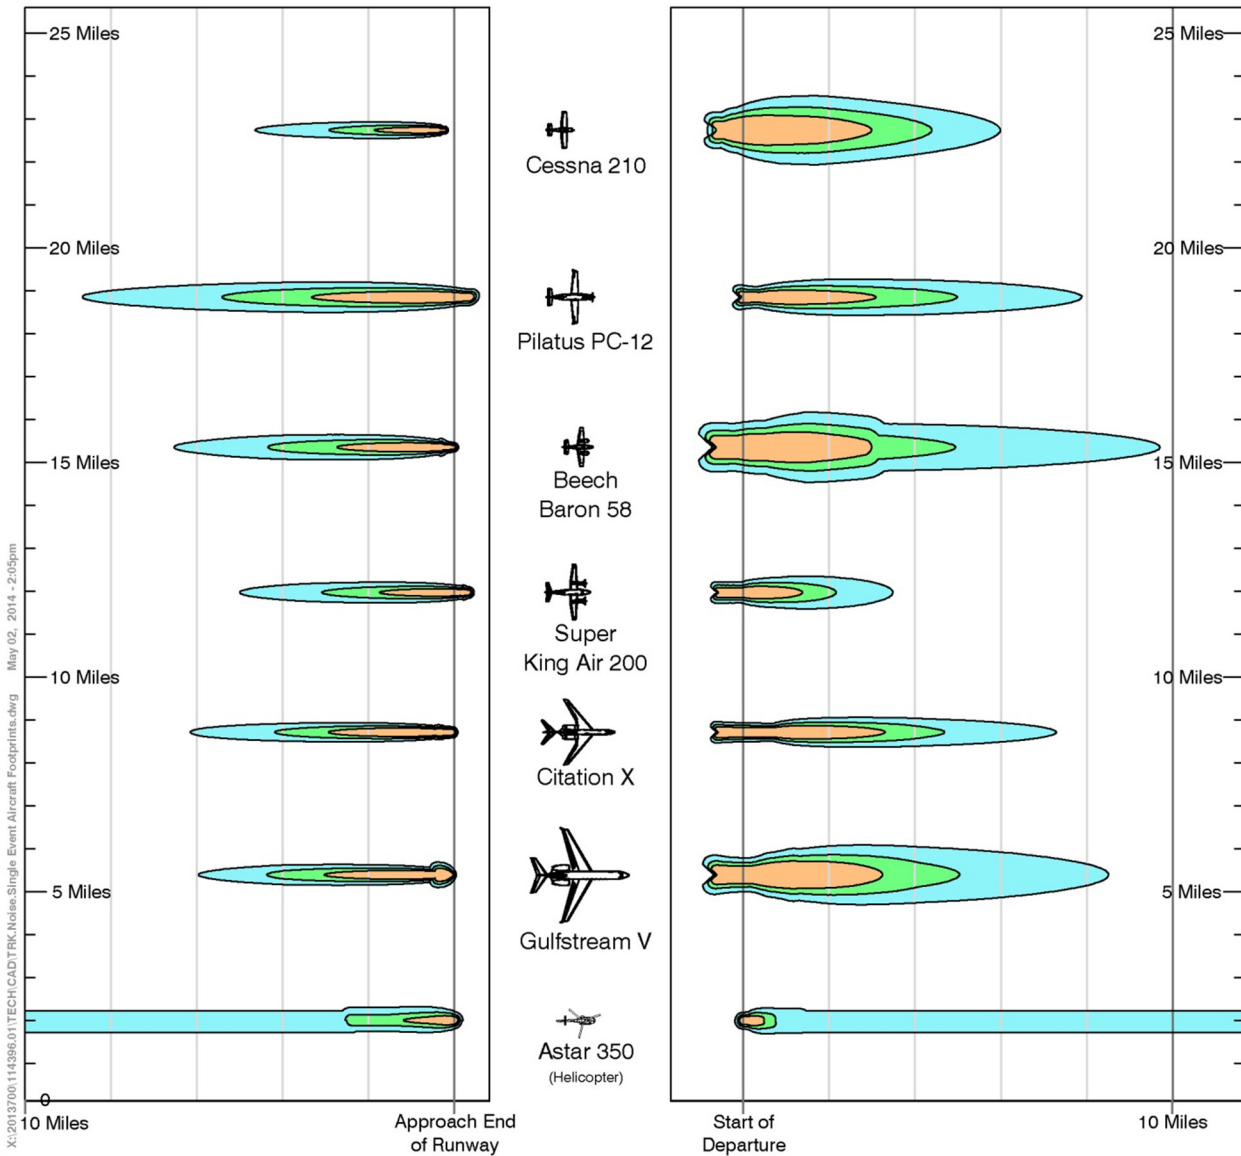 25 Miles
25 Miles
Cessna 210
20 Miles
20 Miles
Pilatus PC-12
15 Miles
15 Miles
Beech
Baron 58
Super
King Air 200
10 Miles
10 Miles
Citation X
5 Miles
5 Miles
Gulfstream V
Astar 350
(Helicopter)
0
10 Miles
Approach End
of Runway
Start of
Departure
10 Miles
X:\2013700\114396.01\TECH\CAD\TRK.Noise.Single Event Aircraft Footprints.dwg May 02, 2014 - 2:05pm